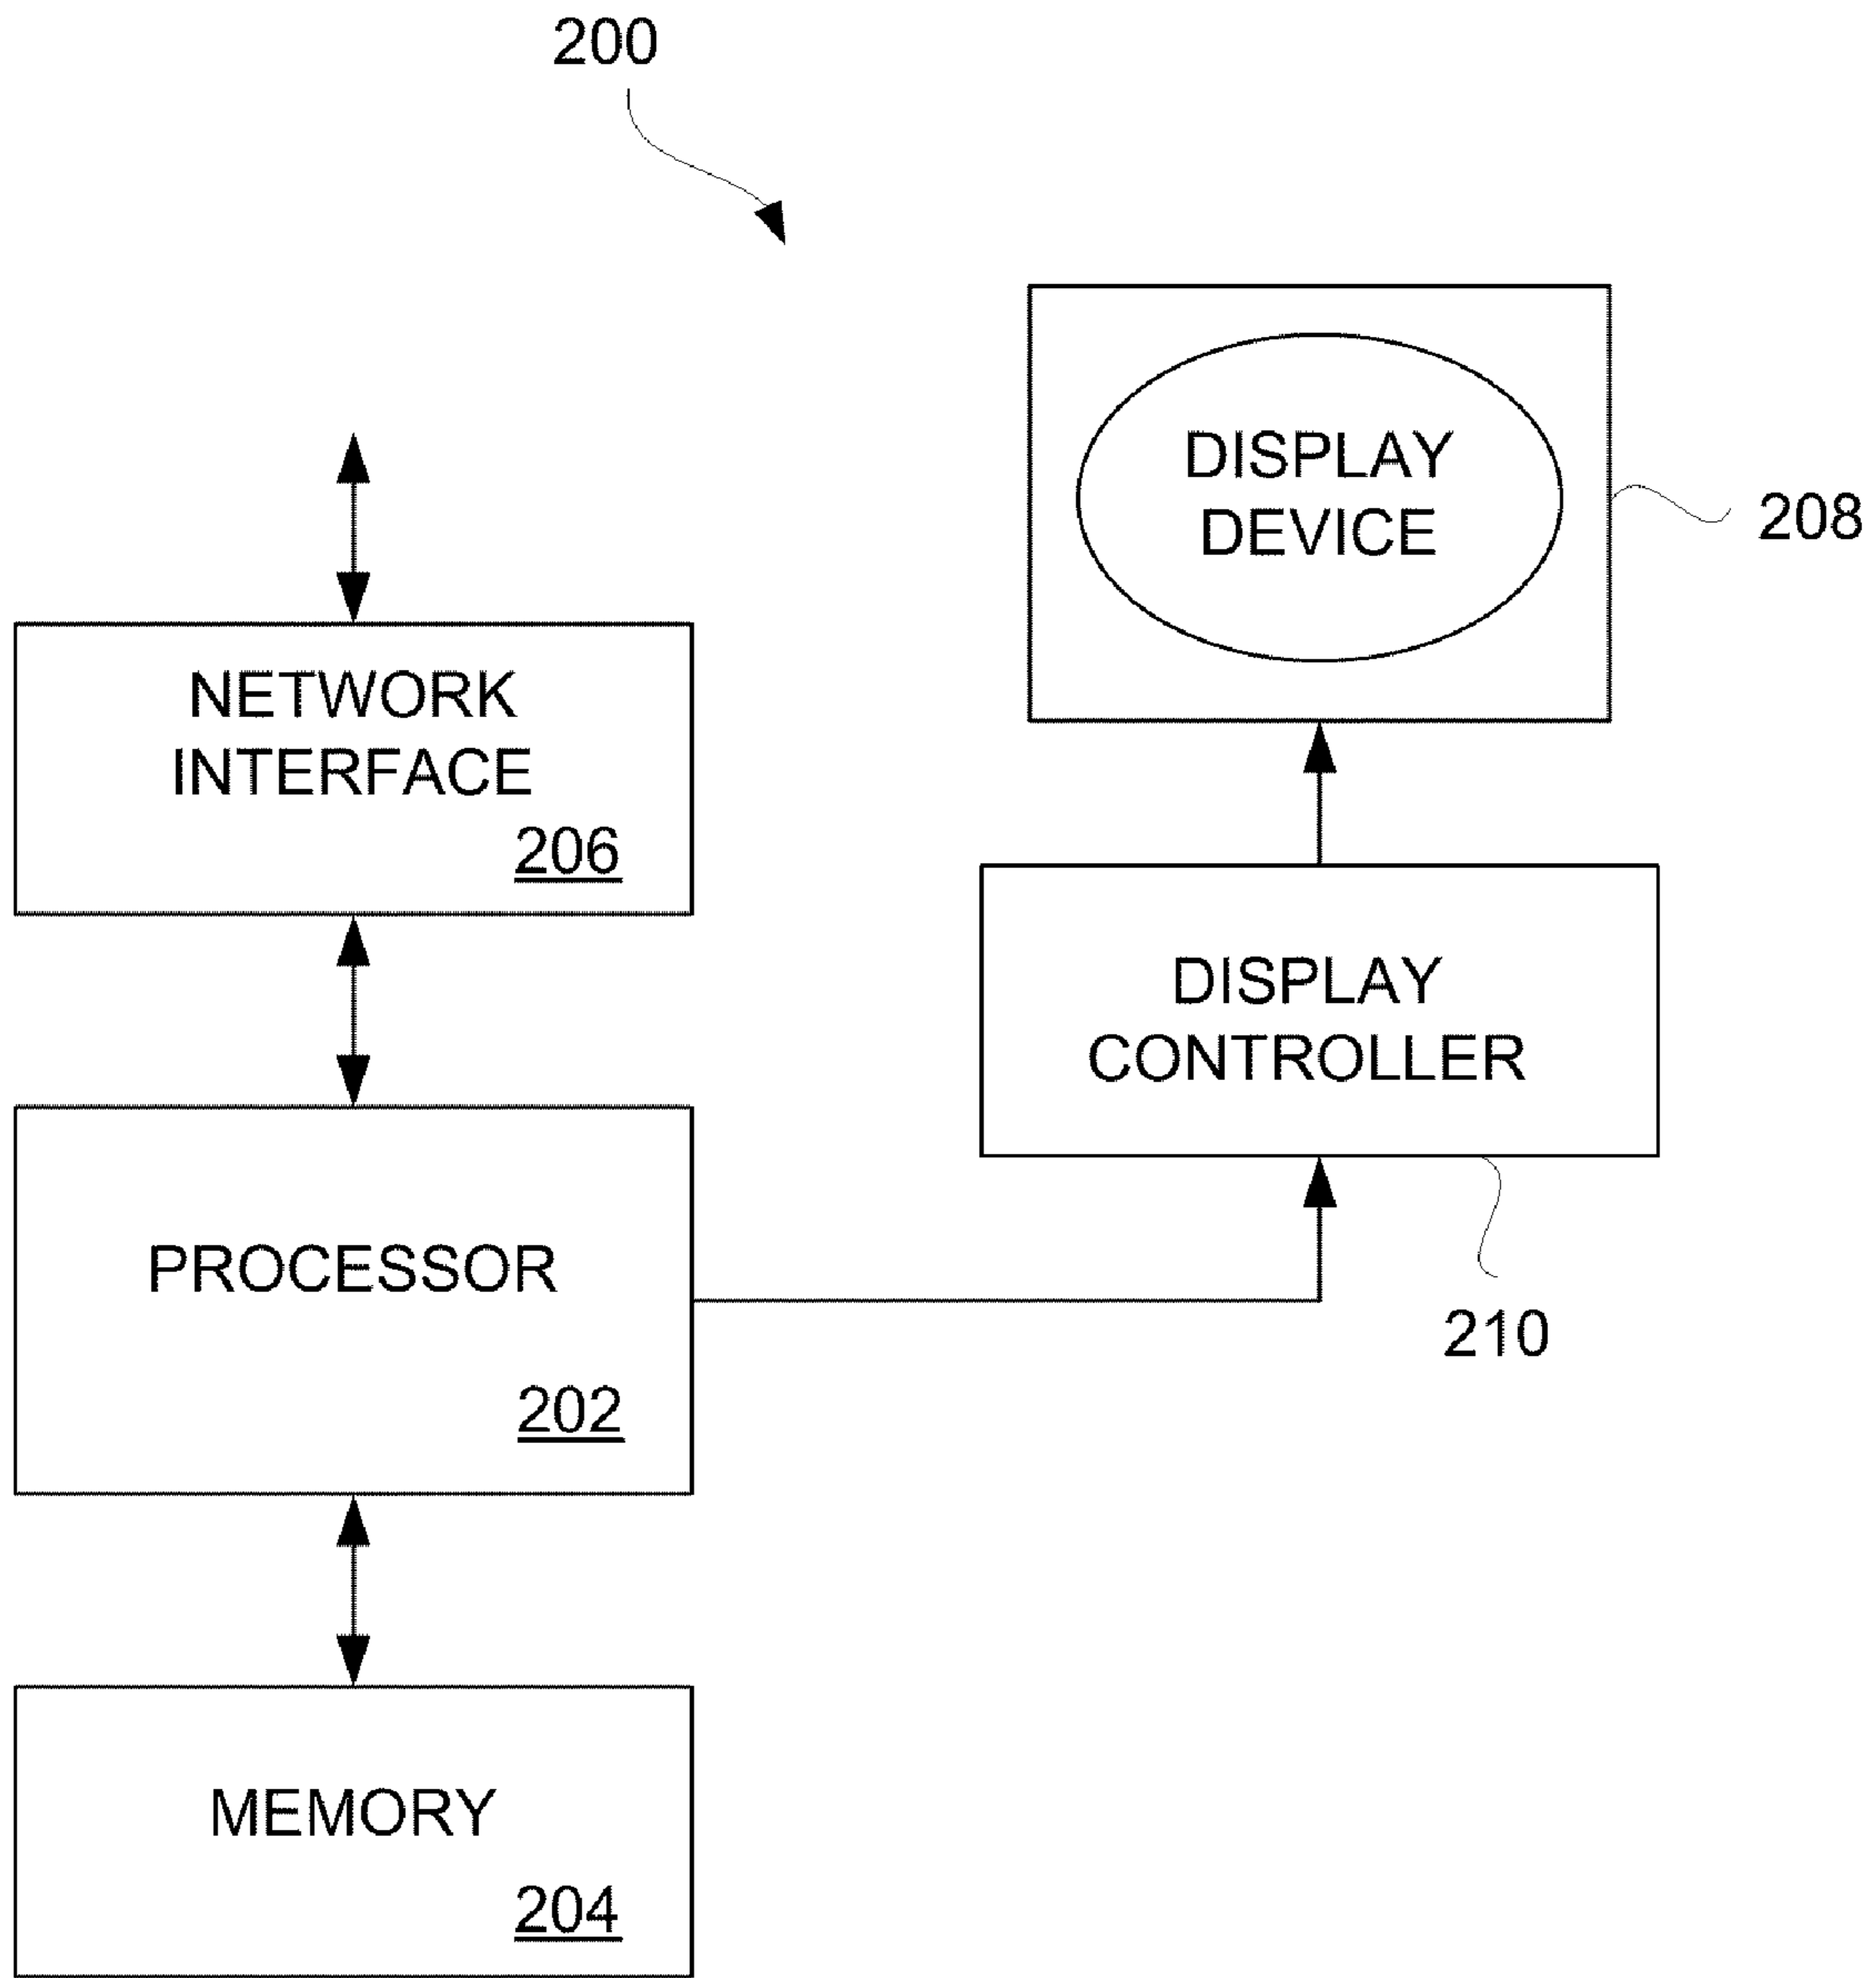 200
DISPLAY
DEVICE
208
NETWORK
INTERFACE
206
DISPLAY
CONTROLLER
210
PROCESSOR
202
MEMORY
204